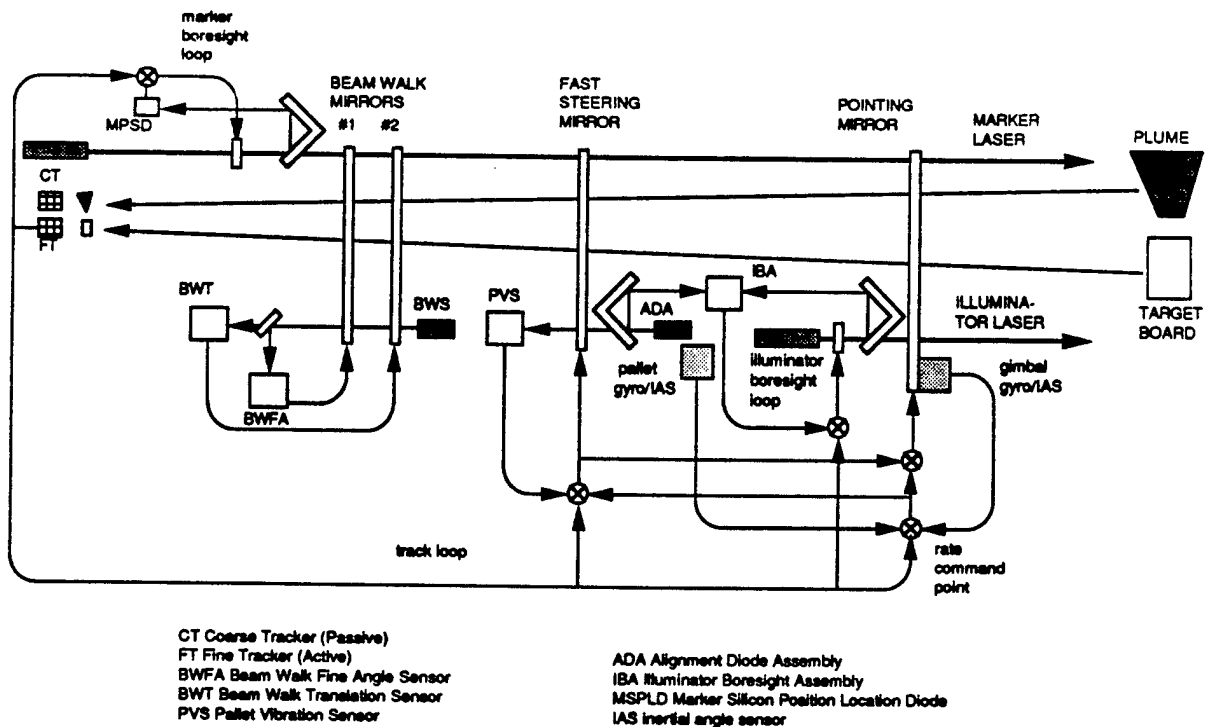 marker
boresight
loop
MPSD
BEAM WALK
MIRRORS
#1 #2
FAST
STEERING
MIRROR
POINTING
MIRROR
MARKER
LASER
PLUME
CT
FT
BWT
BWS
BWFA
PVS
ADA
IBA
pallet
gyro/IAS
illuminator
boresight
loop
ILLUMINA-
TOR LASER
gimbal
gyro/IAS
TARGET
BOARD
track loop
rate
command
point
CT Coarse Tracker (Passive)
FT Fine Tracker (Active)
BWFA Beam Walk Fine Angle Sensor
BWT Beam Walk Translation Sensor
PVS Pallet Vibration Sensor
ADA Alignment Diode Assembly
IBA Illuminator Boresight Assembly
MSPLD Marker Silicon Position Location Diode
IAS inertial angle sensor